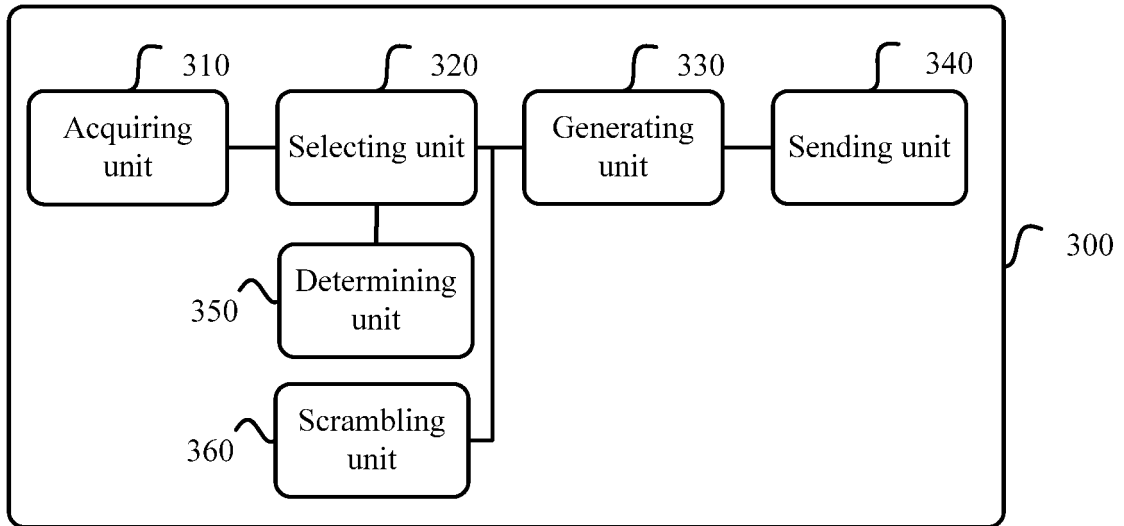 310
320
330
340
Acquiring
unit
Selecting unit
Generating
unit
Sending unit
300
Determining
unit
350
Scrambling
unit
360